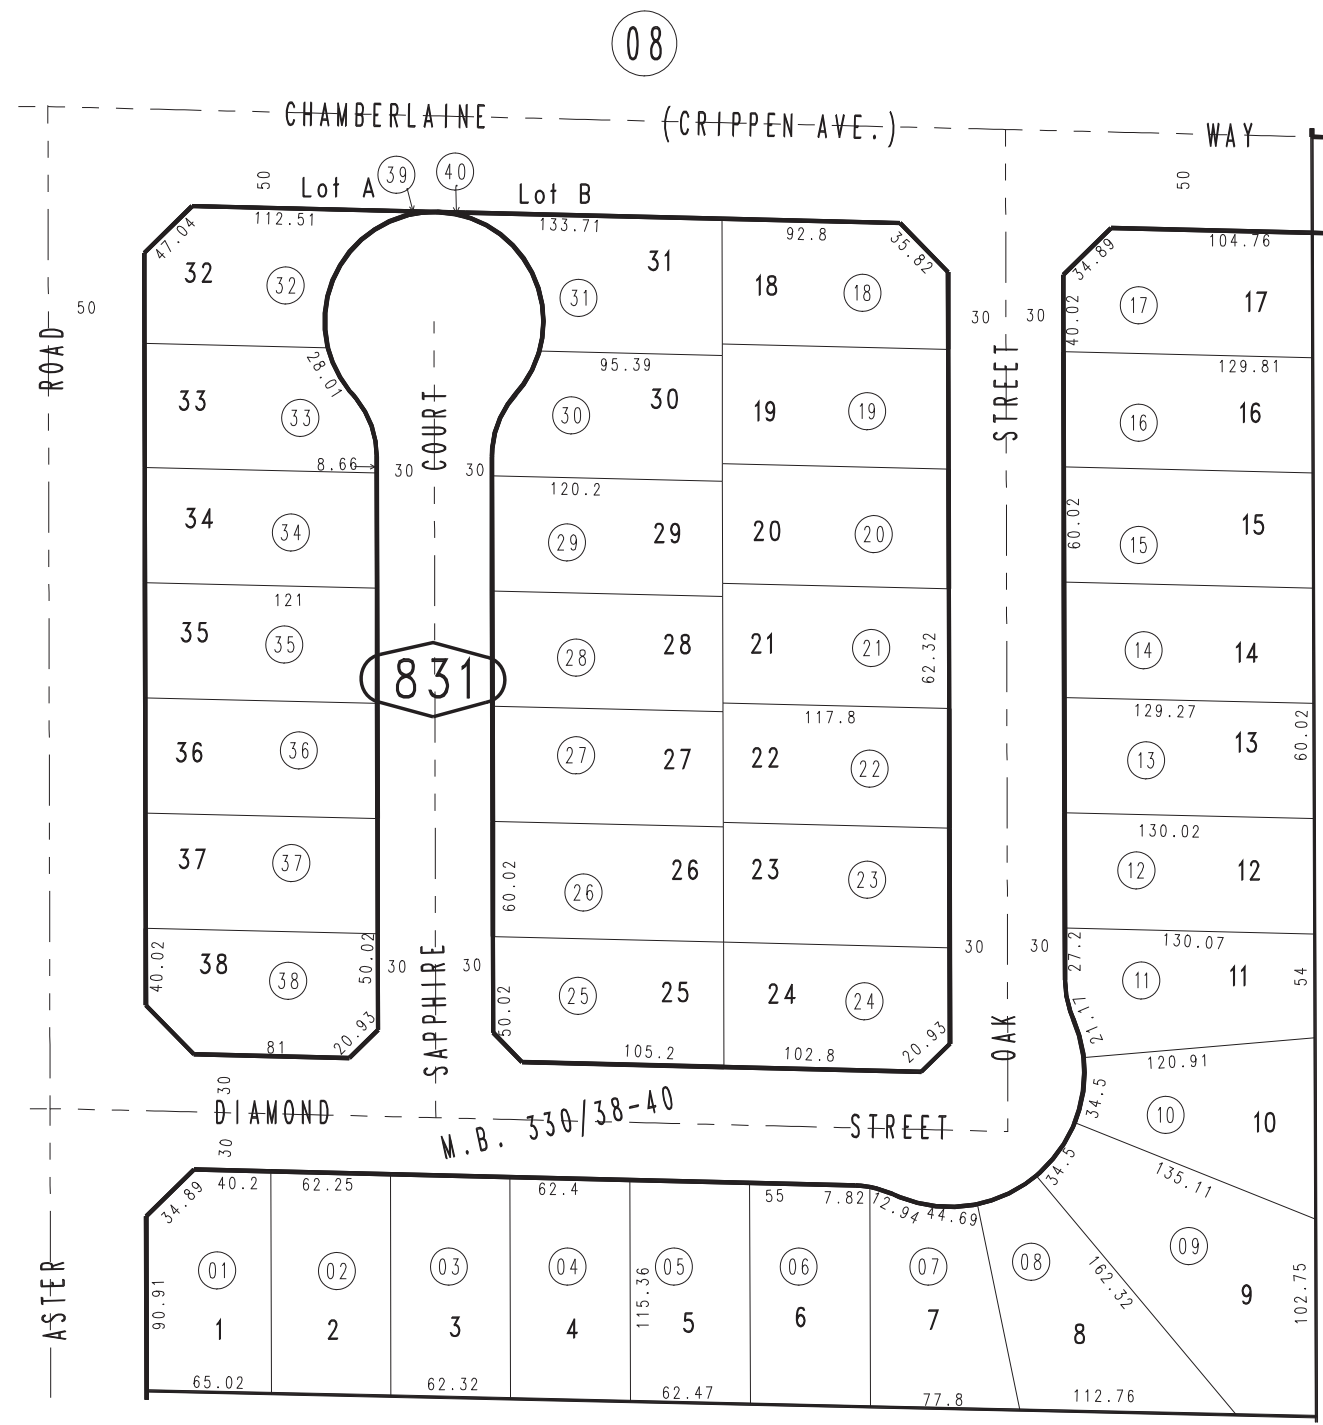 08
CHAMBERLAINE (CRIPPEN AVE.) WAY
50 Lot A 39 40 Lot B 50
47.04 112.51 133.71 92.8 35.82 34.89 104.76
32 32 31 31 18 18 17 17
50 30 30 40.02
ROAD STREET
28.01 95.39 129.81
33 33 30 30 19 19 16 16
COURT
8.66 30 30
120.2
34 34 29 29 20 20 60.02 15 15
121
35 35 28 28 21 21 62.32 14 14
831
117.8 129.27
36 36 27 27 22 22 13 13 60.02
130.02
37 37 60.02 26 26 23 23 12 12
30 30 30 30 27.2 130.07
40.02 38 38 50.02 50.02 25 25 24 24 11 11 54
SAPPHIRE OAK
81 20.93 105.2 102.8 20.93 21.17 120.91
30
DIAMOND M.B. 330/38-40 STREET
34.5 10 10
30
34.5 135.11
34.89 40.2 62.25 62.4 55 7.82 12.94 44.69
01 02 03 04 05 06 07 08 09
ASTER 90.91 115.36 162.32 102.75
1 2 3 4 5 6 7 8 9
65.02 62.32 62.47 77.8 112.76